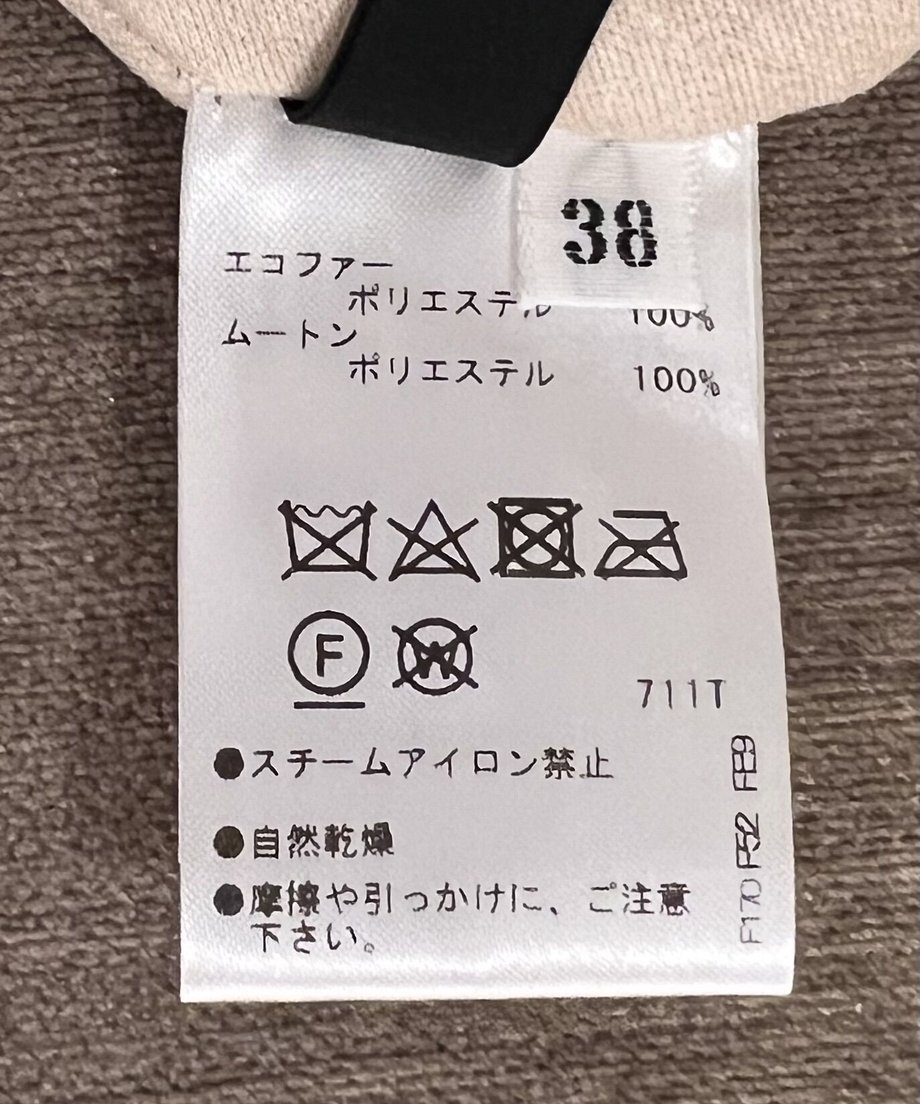 38
エコファー
ポリエステル 100%
ムートン
ポリエステル 100%
F
W
711T
●スチームアイロン禁止
●自然乾燥
●摩擦や引っかけに、ご注意
下さい。
F170 P52 FE9